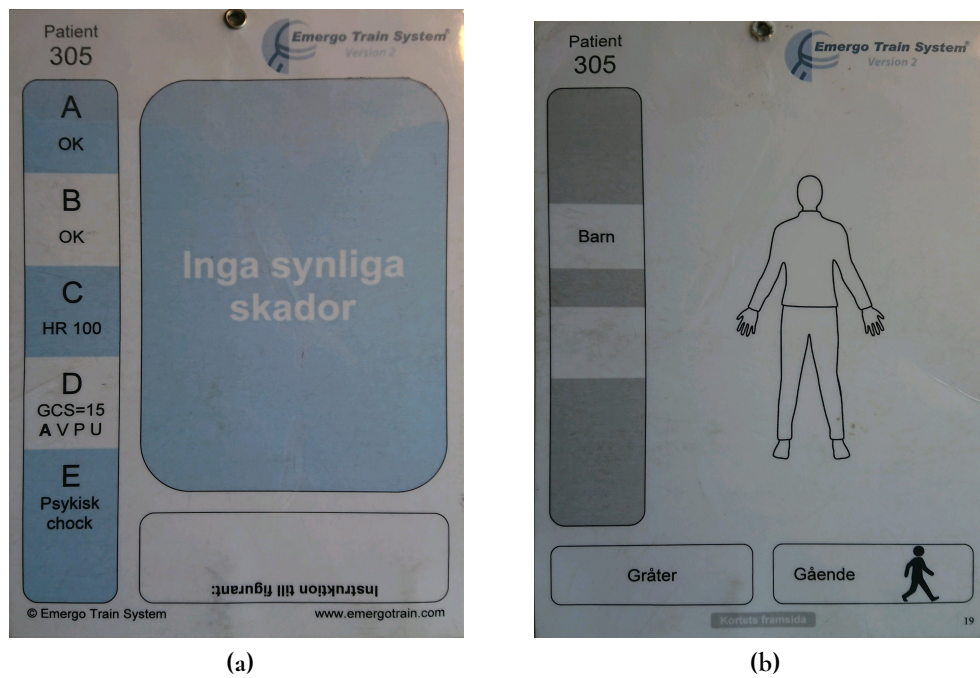 Patient
305
Emergo Train System®
Version 2
A
OK
B
OK
C
HR 100
D
GCS=15
A V P U
E
Psykisk
chock
Inga synliga
skador
Instruktion till figurant:
© Emergo Train System
www.emergotrain.com
(a)
Patient
305
Emergo Train System®
Version 2
Barn
Gråter
Gående
Kortets framsida
19
(b)